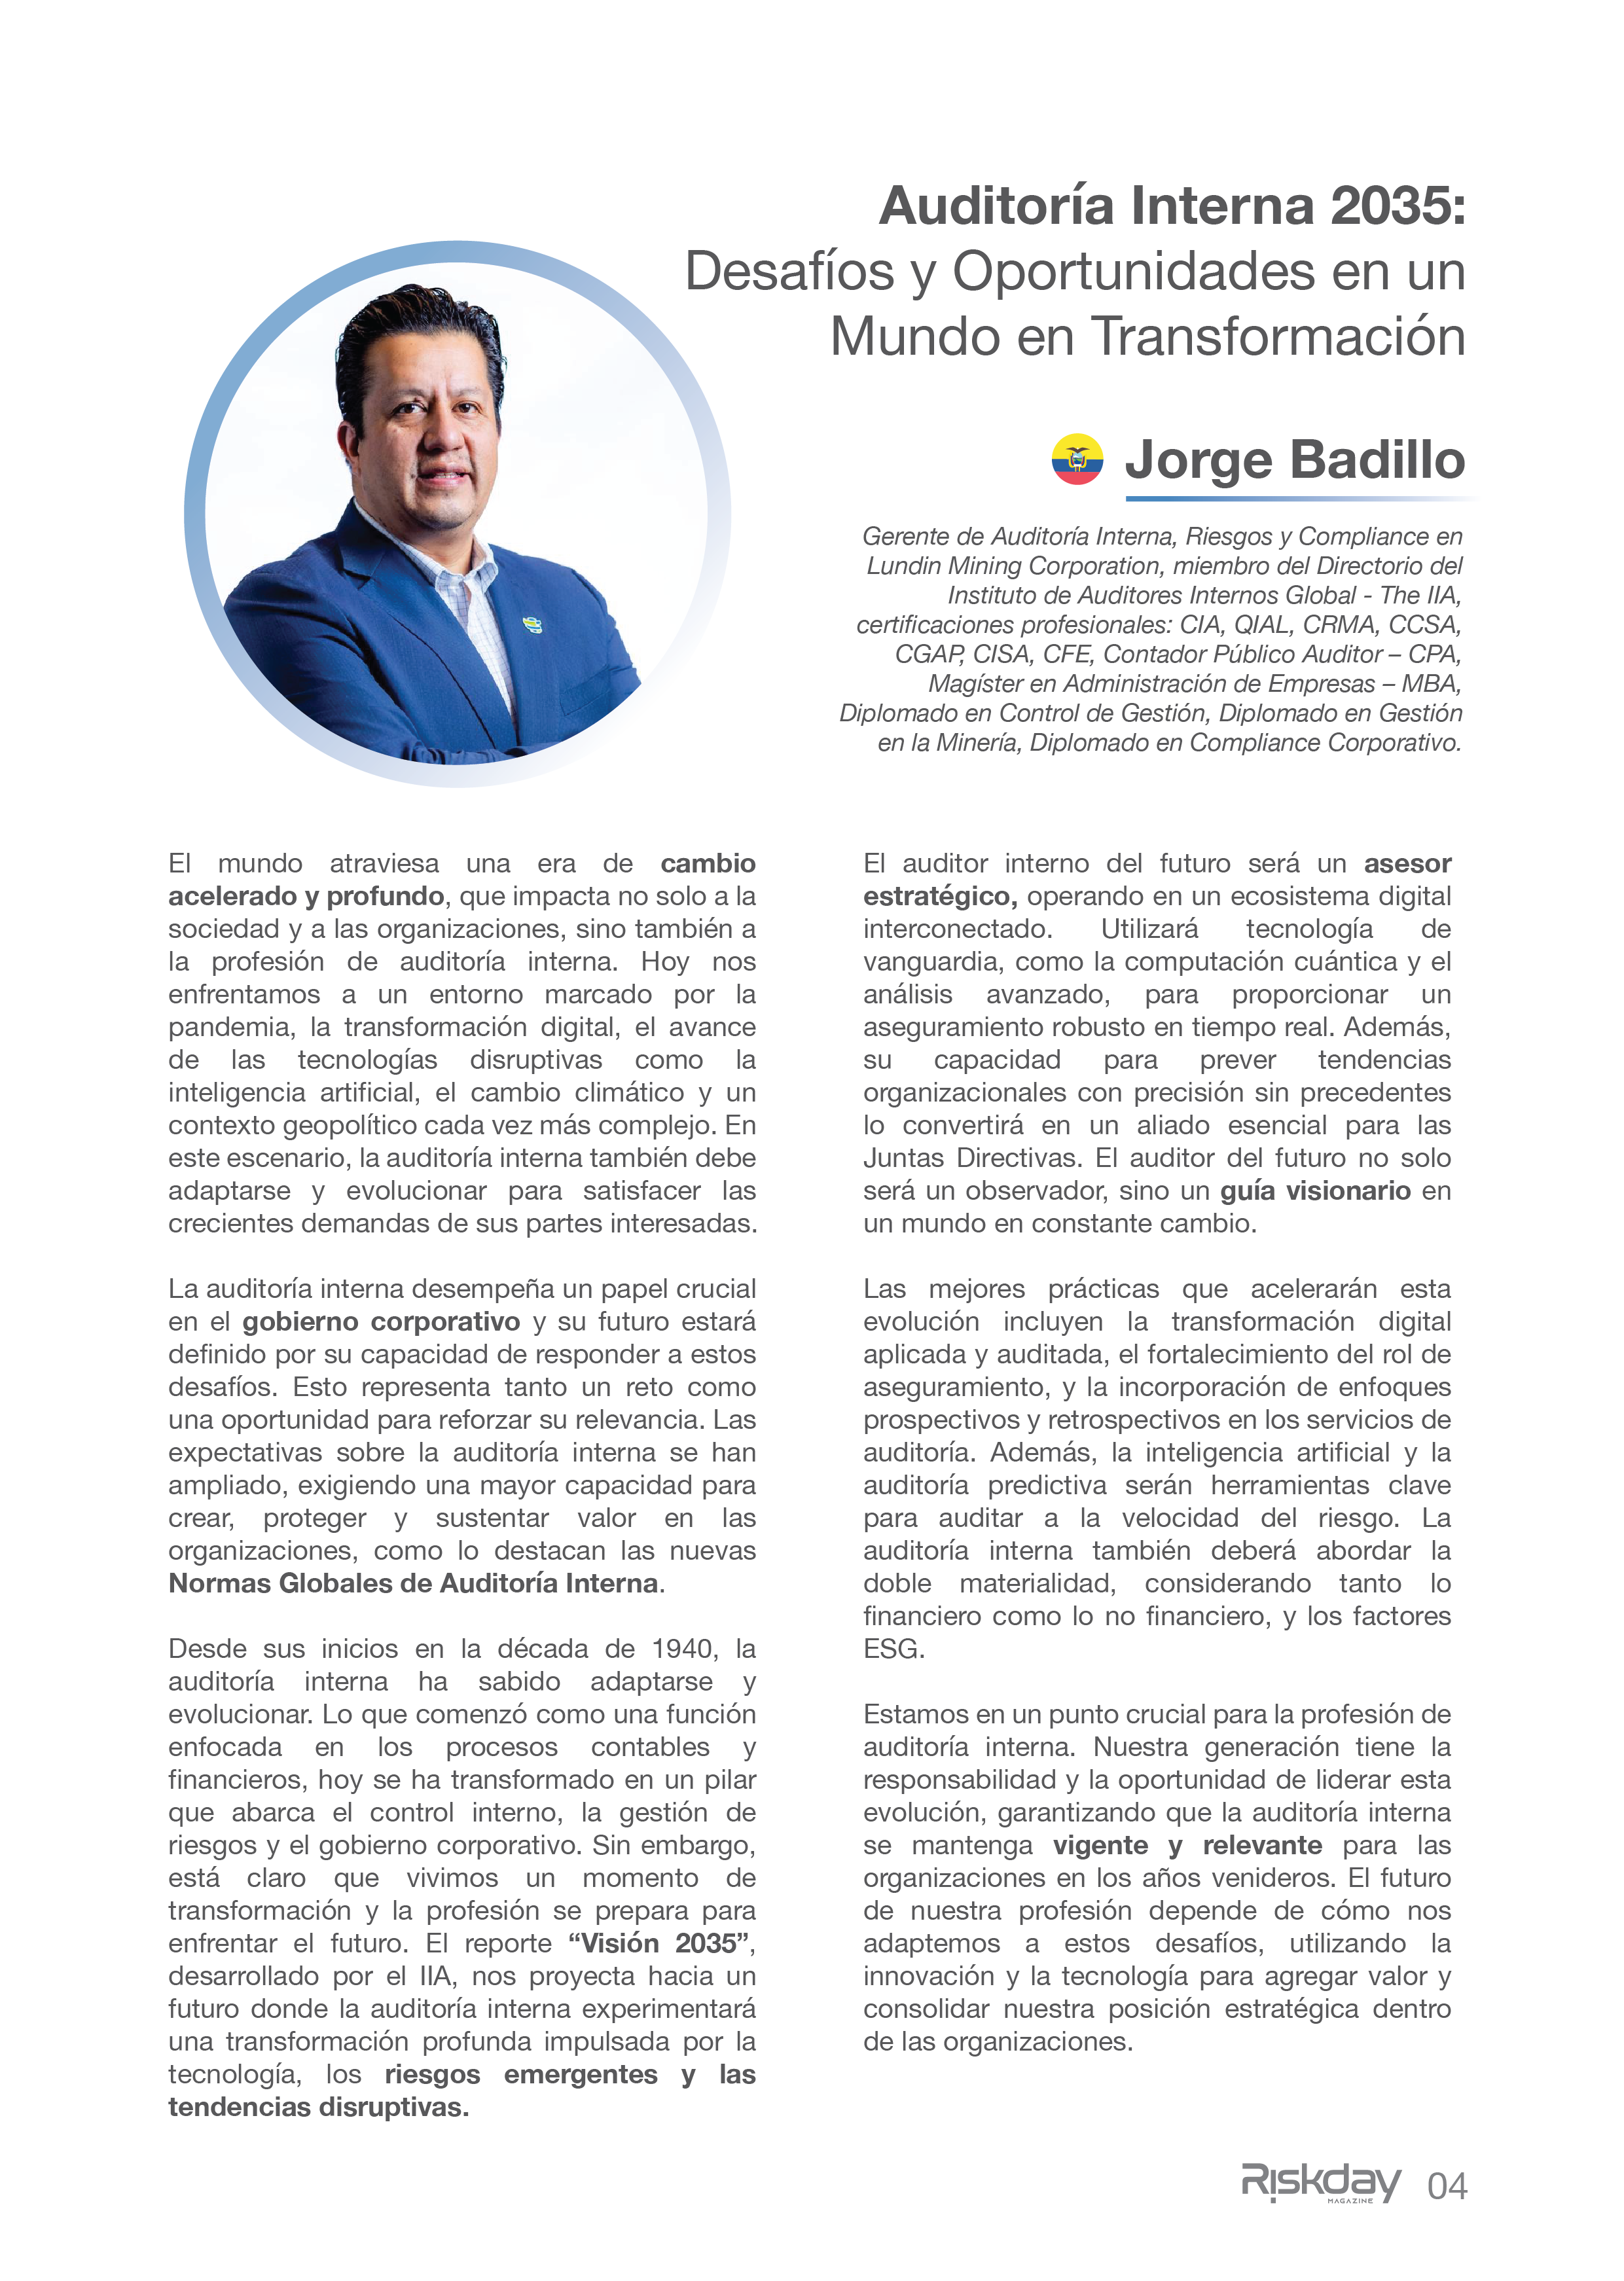 Auditoría Interna 2035:
Desafíos y Oportunidades en un
Mundo en Transformación
Jorge Badillo
Gerente de Auditoría Interna, Riesgos y Compliance en
Lundin Mining Corporation, miembro del Directorio del
Instituto de Auditores Internos Global - The IIA,
certificaciones profesionales: CIA, QIAL, CRMA, CCSA,
CGAP, CISA, CFE, Contador Público Auditor – CPA,
Magíster en Administración de Empresas – MBA,
Diplomado en Control de Gestión, Diplomado en Gestión
en la Minería, Diplomado en Compliance Corporativo.
El mundo atraviesa una era de cambio
acelerado y profundo, que impacta no solo a la
sociedad y a las organizaciones, sino también a
la profesión de auditoría interna. Hoy nos
enfrentamos a un entorno marcado por la
pandemia, la transformación digital, el avance
de las tecnologías disruptivas como la
inteligencia artificial, el cambio climático y un
contexto geopolítico cada vez más complejo. En
este escenario, la auditoría interna también debe
adaptarse y evolucionar para satisfacer las
crecientes demandas de sus partes interesadas.
La auditoría interna desempeña un papel crucial
en el gobierno corporativo y su futuro estará
definido por su capacidad de responder a estos
desafíos. Esto representa tanto un reto como
una oportunidad para reforzar su relevancia. Las
expectativas sobre la auditoría interna se han
ampliado, exigiendo una mayor capacidad para
crear, proteger y sustentar valor en las
organizaciones, como lo destacan las nuevas
Normas Globales de Auditoría Interna.
Desde sus inicios en la década de 1940, la
auditoría interna ha sabido adaptarse y
evolucionar. Lo que comenzó como una función
enfocada en los procesos contables y
financieros, hoy se ha transformado en un pilar
que abarca el control interno, la gestión de
riesgos y el gobierno corporativo. Sin embargo,
está claro que vivimos un momento de
transformación y la profesión se prepara para
enfrentar el futuro. El reporte “Visión 2035”,
desarrollado por el IIA, nos proyecta hacia un
futuro donde la auditoría interna experimentará
una transformación profunda impulsada por la
tecnología, los riesgos emergentes y las
tendencias disruptivas.
El auditor interno del futuro será un asesor
estratégico, operando en un ecosistema digital
interconectado. Utilizará tecnología de
vanguardia, como la computación cuántica y el
análisis avanzado, para proporcionar un
aseguramiento robusto en tiempo real. Además,
su capacidad para prever tendencias
organizacionales con precisión sin precedentes
lo convertirá en un aliado esencial para las
Juntas Directivas. El auditor del futuro no solo
será un observador, sino un guía visionario en
un mundo en constante cambio.
Las mejores prácticas que acelerarán esta
evolución incluyen la transformación digital
aplicada y auditada, el fortalecimiento del rol de
aseguramiento, y la incorporación de enfoques
prospectivos y retrospectivos en los servicios de
auditoría. Además, la inteligencia artificial y la
auditoría predictiva serán herramientas clave
para auditar a la velocidad del riesgo. La
auditoría interna también deberá abordar la
doble materialidad, considerando tanto lo
financiero como lo no financiero, y los factores
ESG.
Estamos en un punto crucial para la profesión de
auditoría interna. Nuestra generación tiene la
responsabilidad y la oportunidad de liderar esta
evolución, garantizando que la auditoría interna
se mantenga vigente y relevante para las
organizaciones en los años venideros. El futuro
de nuestra profesión depende de cómo nos
adaptemos a estos desafíos, utilizando la
innovación y la tecnología para agregar valor y
consolidar nuestra posición estratégica dentro
de las organizaciones.
Riskday
MAGAZINE
04